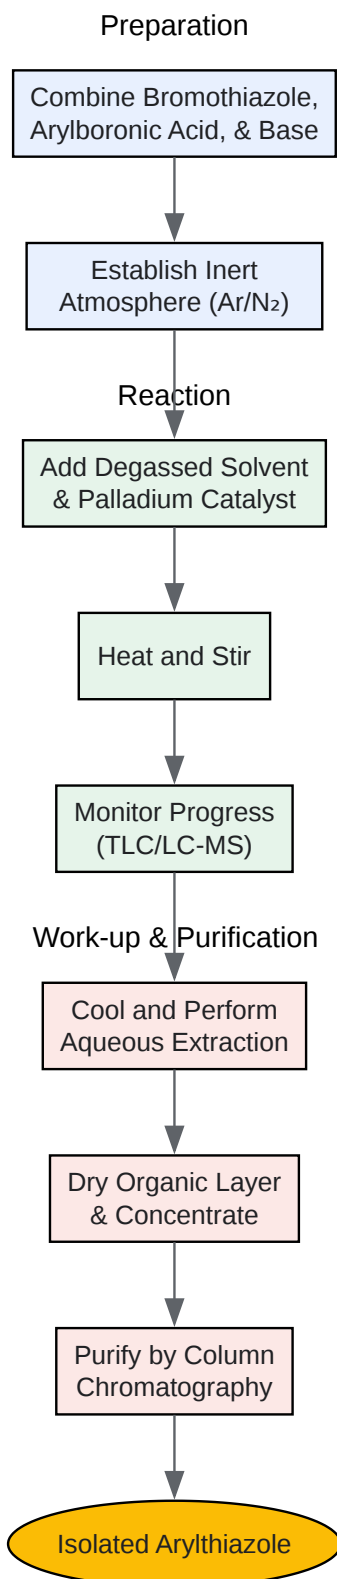 Preparation
Combine Bromothiazole,
Arylboronic Acid, & Base
Establish Inert
Atmosphere (Ar/N₂)
Reaction
Add Degassed Solvent
& Palladium Catalyst
Heat and Stir
Monitor Progress
(TLC/LC-MS)
Work-up & Purification
Cool and Perform
Aqueous Extraction
Dry Organic Layer
& Concentrate
Purify by Column
Chromatography
Isolated Arylthiazole